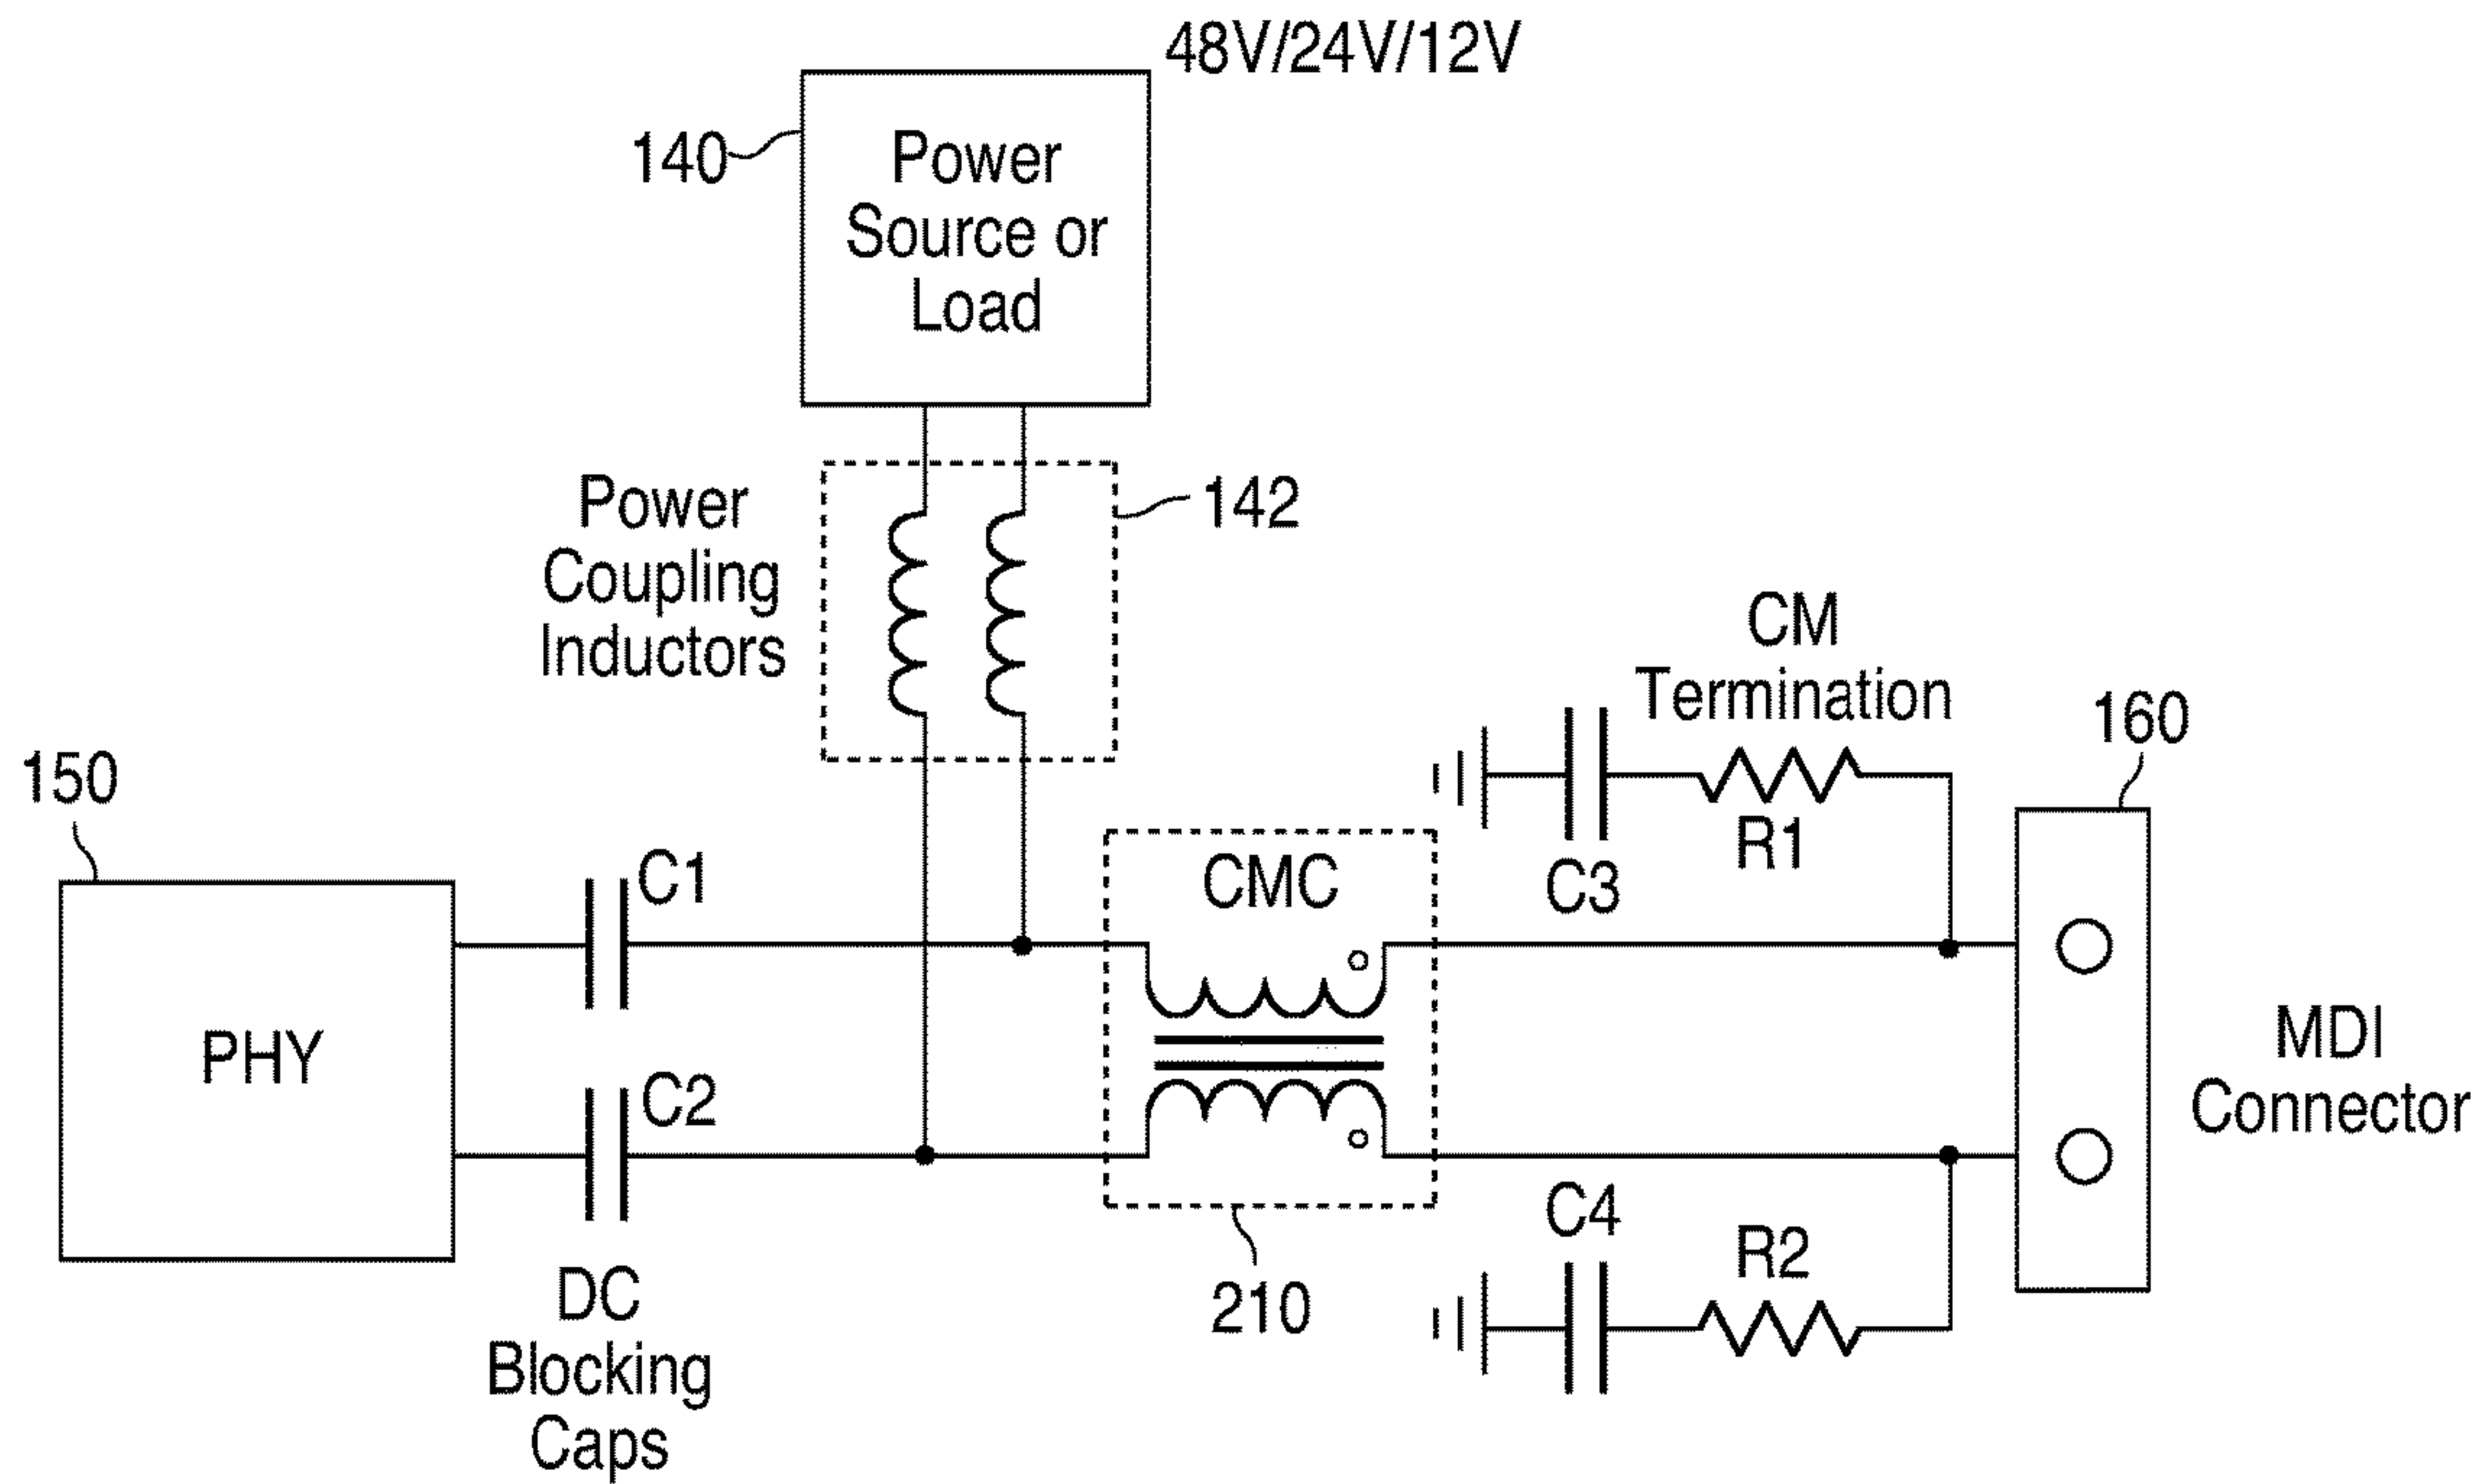 48V/24V/12V
140
Power
Source or
Load
Power
Coupling
Inductors
142
CM
Termination
160
150
C1
CMC
C3
R1
PHY
C2
MDI
Connector
DC
Blocking
Caps
210
C4
R2